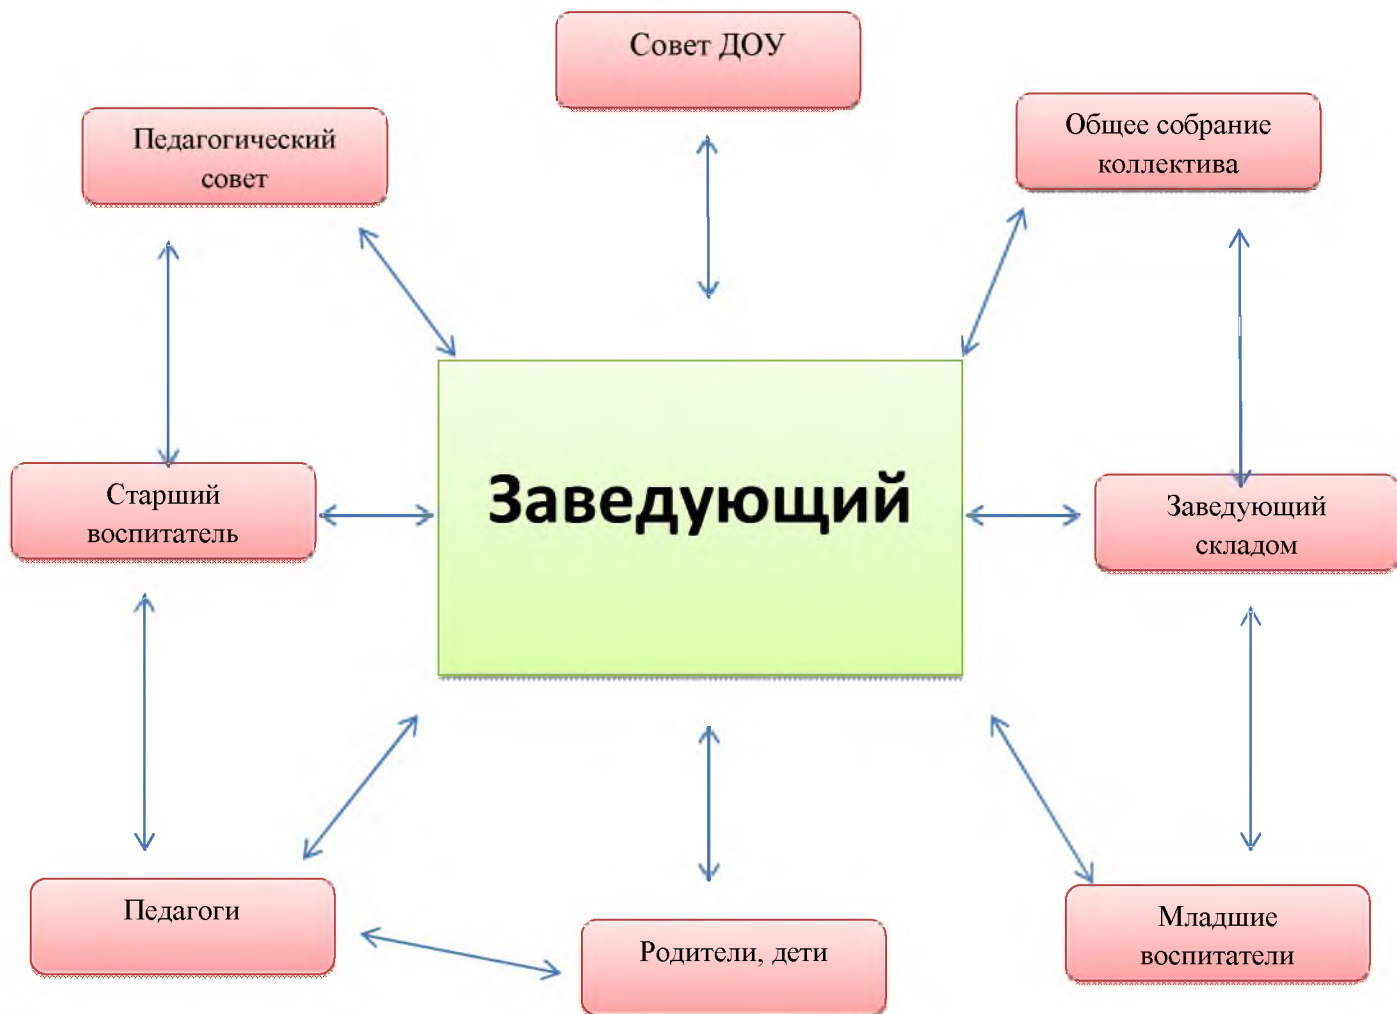 Совет ДОУ
Педагогический
совет
Общее собрание
коллектива
Старший
воспитатель
Заведующий
Заведующий
складом
Педагоги
Родители, дети
Младшие
воспитатели